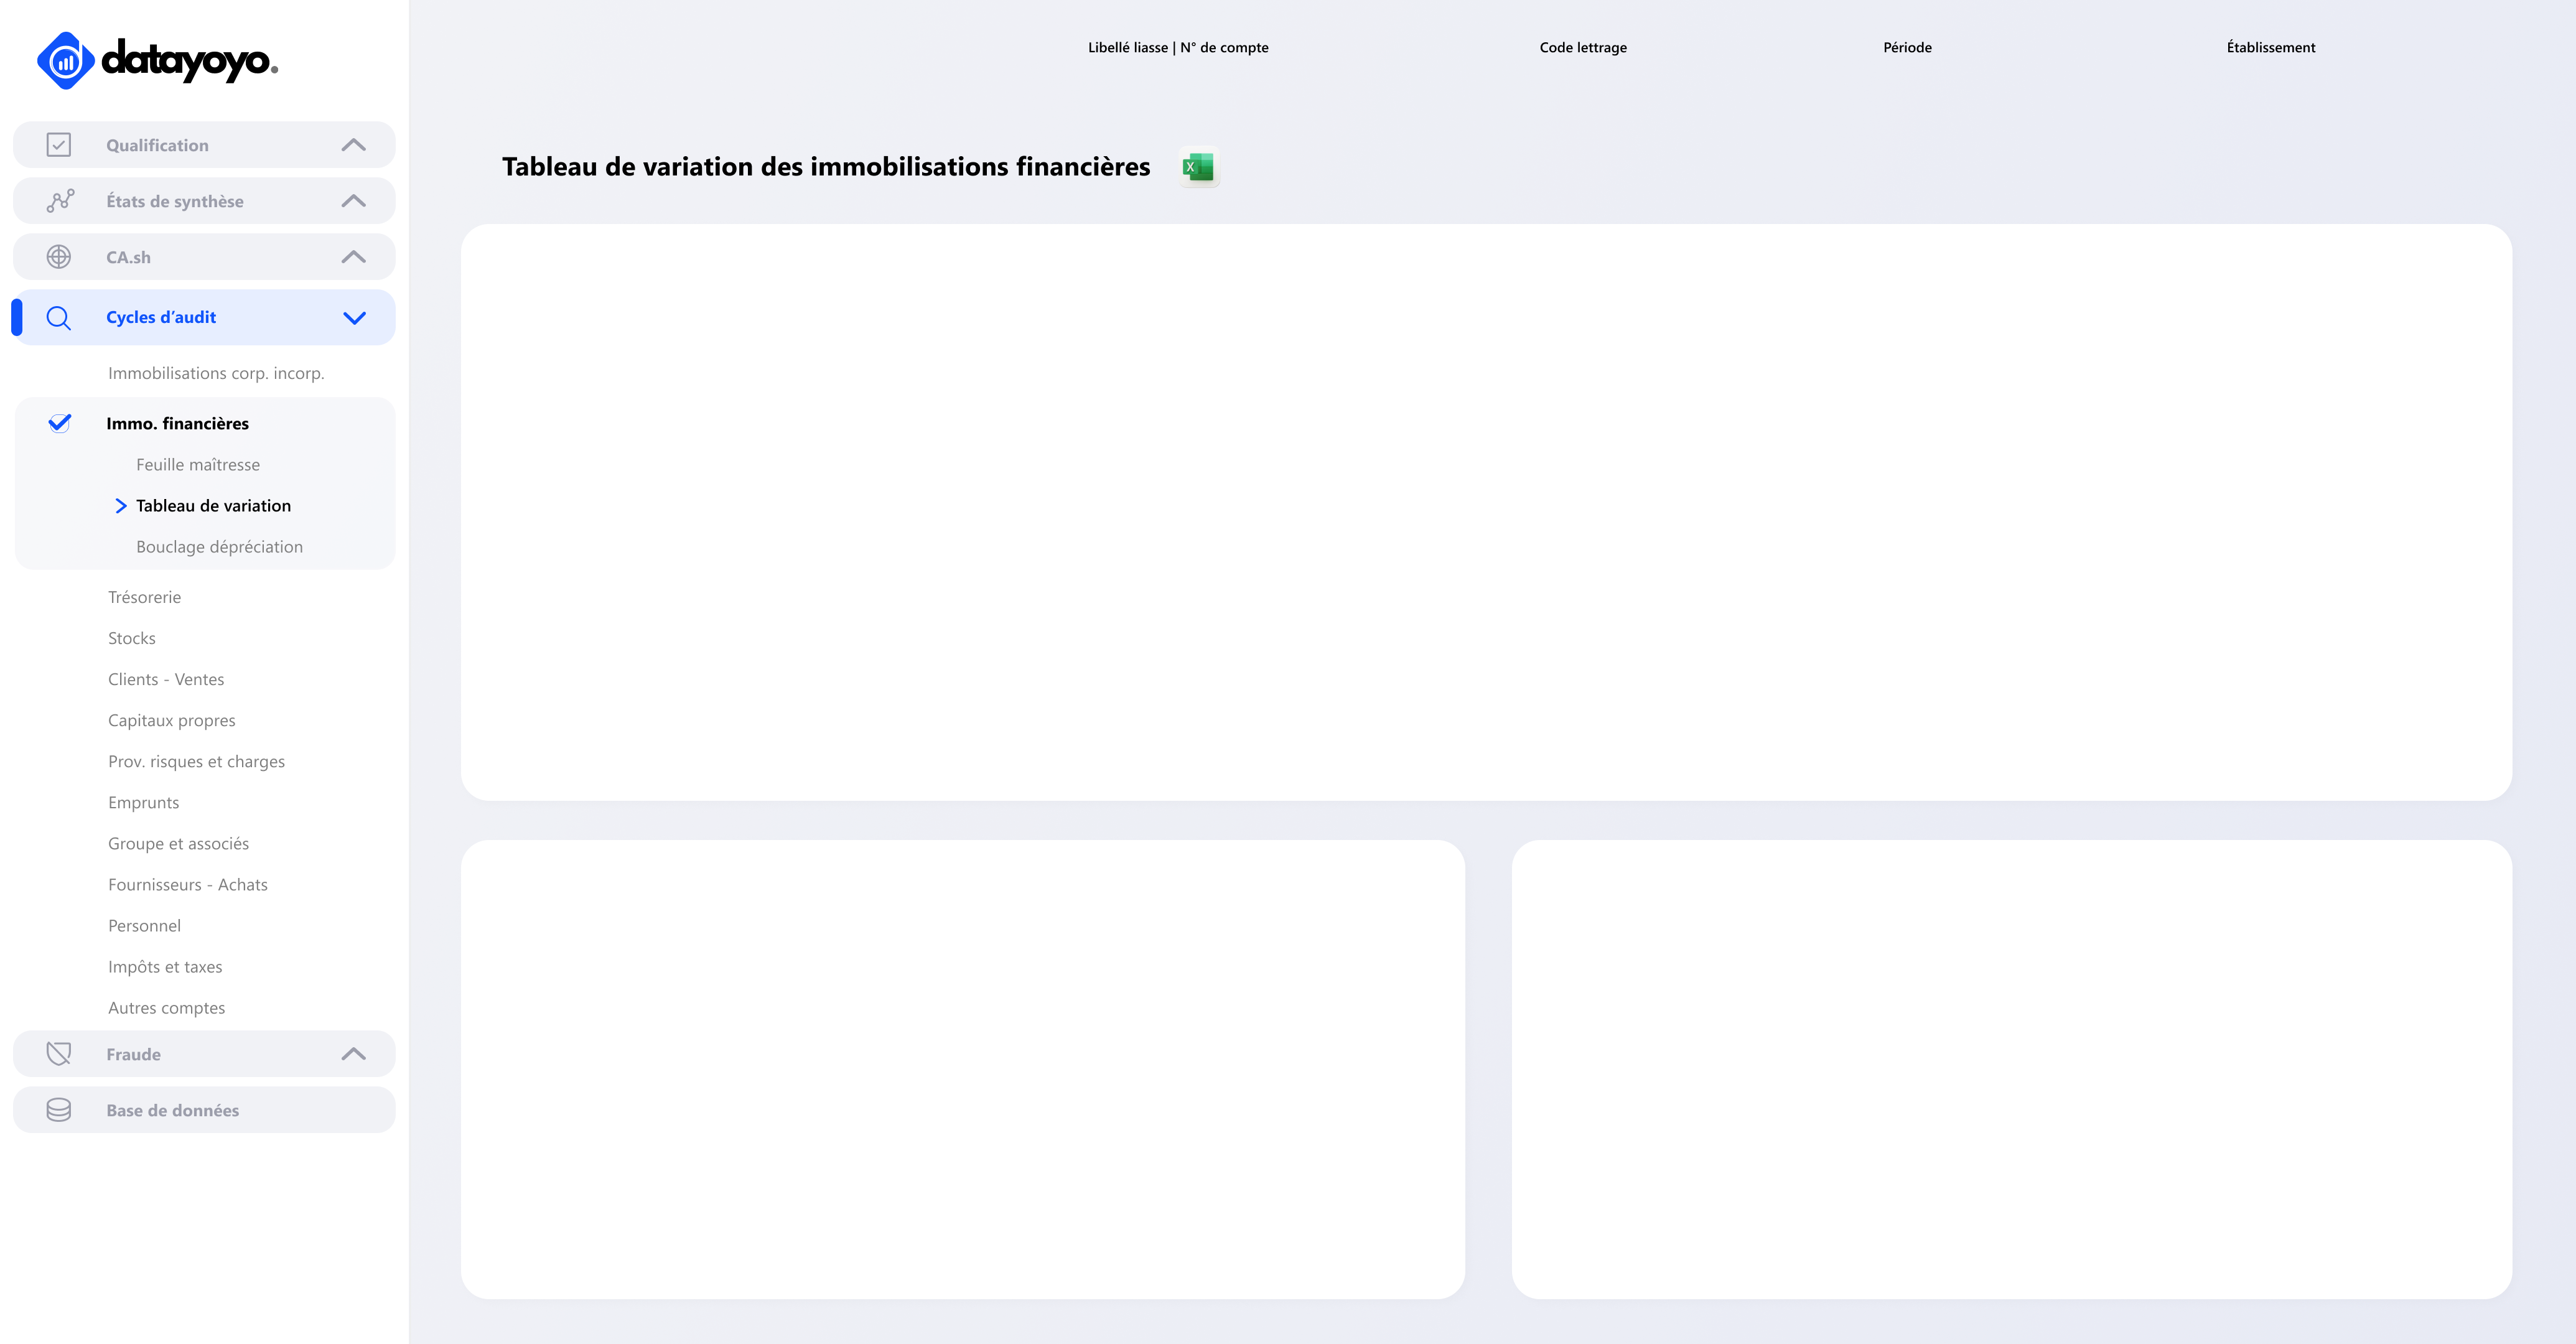 datayoyo.
Qualification
États de synthèse
CA.sh
Cycles d’audit
Immobilisations corp. incorp.
Immo. financières
Feuille maîtresse
Tableau de variation
Bouclage dépréciation
Trésorerie
Stocks
Clients - Ventes
Capitaux propres
Prov. risques et charges
Emprunts
Groupe et associés
Fournisseurs - Achats
Personnel
Impôts et taxes
Autres comptes
Fraude
Base de données
Libellé liasse | N° de compte
Code lettrage
Période
Établissement
Tableau de variation des immobilisations financières
X